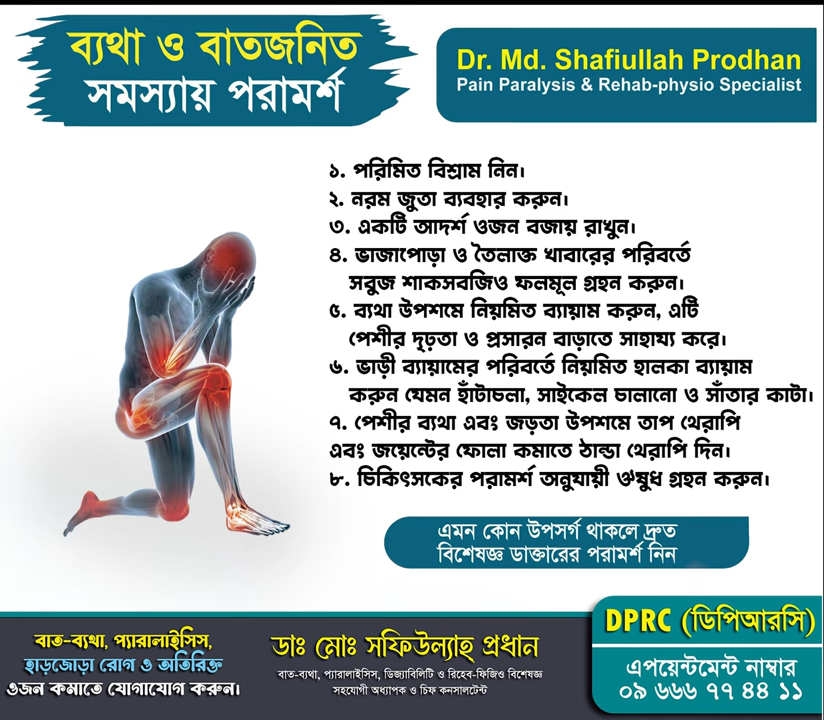 ব্যথা ও বাতজনিত
সমস্যায় পরামর্শ
Dr. Md. Shafiullah Prodhan
Pain Paralysis & Rehab-physio Specialist
১. পরিমিত বিশ্রাম নিন।
২. নরম জুতা ব্যবহার করুন।
৩. একটি আদর্শ ওজন বজায় রাখুন।
৪. ভাজাপোড়া ও তৈলাক্ত খাবারের পরিবর্তে
সবুজ শাকসবজিও ফলমূল গ্রহন করুন।
৫. ব্যথা উপশমে নিয়মিত ব্যায়াম করুন, এটি
পেশীর দৃঢ়তা ও প্রসারন বাড়াতে সাহায্য করে।
৬. ভাড়ী ব্যায়ামের পরিবর্তে নিয়মিত হালকা ব্যায়াম
করুন যেমন হাঁটাচলা, সাইকেল চালানো ও সাঁতার কাটা।
৭. পেশীর ব্যথা এবং জড়তা উপশমে তাপ থেরাপি
এবং জয়েন্টের ফোলা কমাতে ঠান্ডা থেরাপি দিন।
৮. চিকিৎসকের পরামর্শ অনুযায়ী ঔষুধ গ্রহন করুন।
এমন কোন উপসর্গ থাকলে দ্রুত
বিশেষজ্ঞ ডাক্তারের পরামর্শ নিন
বাত-ব্যথা, প্যারালাইসিস,
হাড়জোড়া রোগ ও অতিরিক্ত
ওজন কমাতে যোগাযোগ করুন।
ডাঃ মোঃ সফিউল্যাহ প্রধান
বাত-ব্যথা, প্যারালাইসিস, ডিজ্যাবিলিটি ও রিহেব-ফিজিও বিশেষজ্ঞ
সহযোগী অধ্যাপক ও চিফ কনসালটেন্ট
DPRC (ডিপিআরসি)
এপয়েন্টমেন্ট নাম্বার
০৯ ৬৬৬ ৭৭ ৪৪ ১১